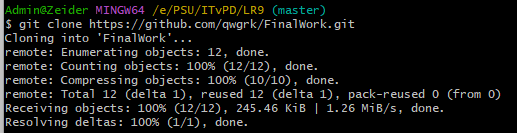 Admin@Zeider MINGW64 /e/PSU/ITvPD/LR9 (master)
$ git clone https://github.com/qwgrk/FinalWork.git
Cloning into 'FinalWork'...
remote: Enumerating objects: 12, done.
remote: Counting objects: 100% (12/12), done.
remote: Compressing objects: 100% (10/10), done.
remote: Total 12 (delta 1), reused 12 (delta 1), pack-reused 0 (from 0)
Receiving objects: 100% (12/12), 245.46 KiB | 1.26 MiB/s, done.
Resolving deltas: 100% (1/1), done.